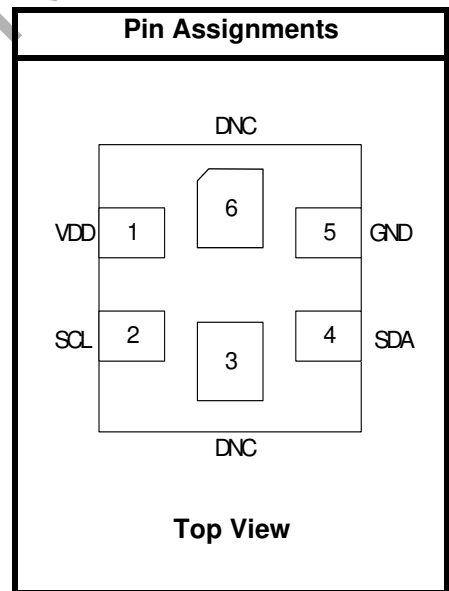 Pin Assignments
DNC
6
VDD 1 5 GND
SCL 2 4 SDA
3
DNC
Top View